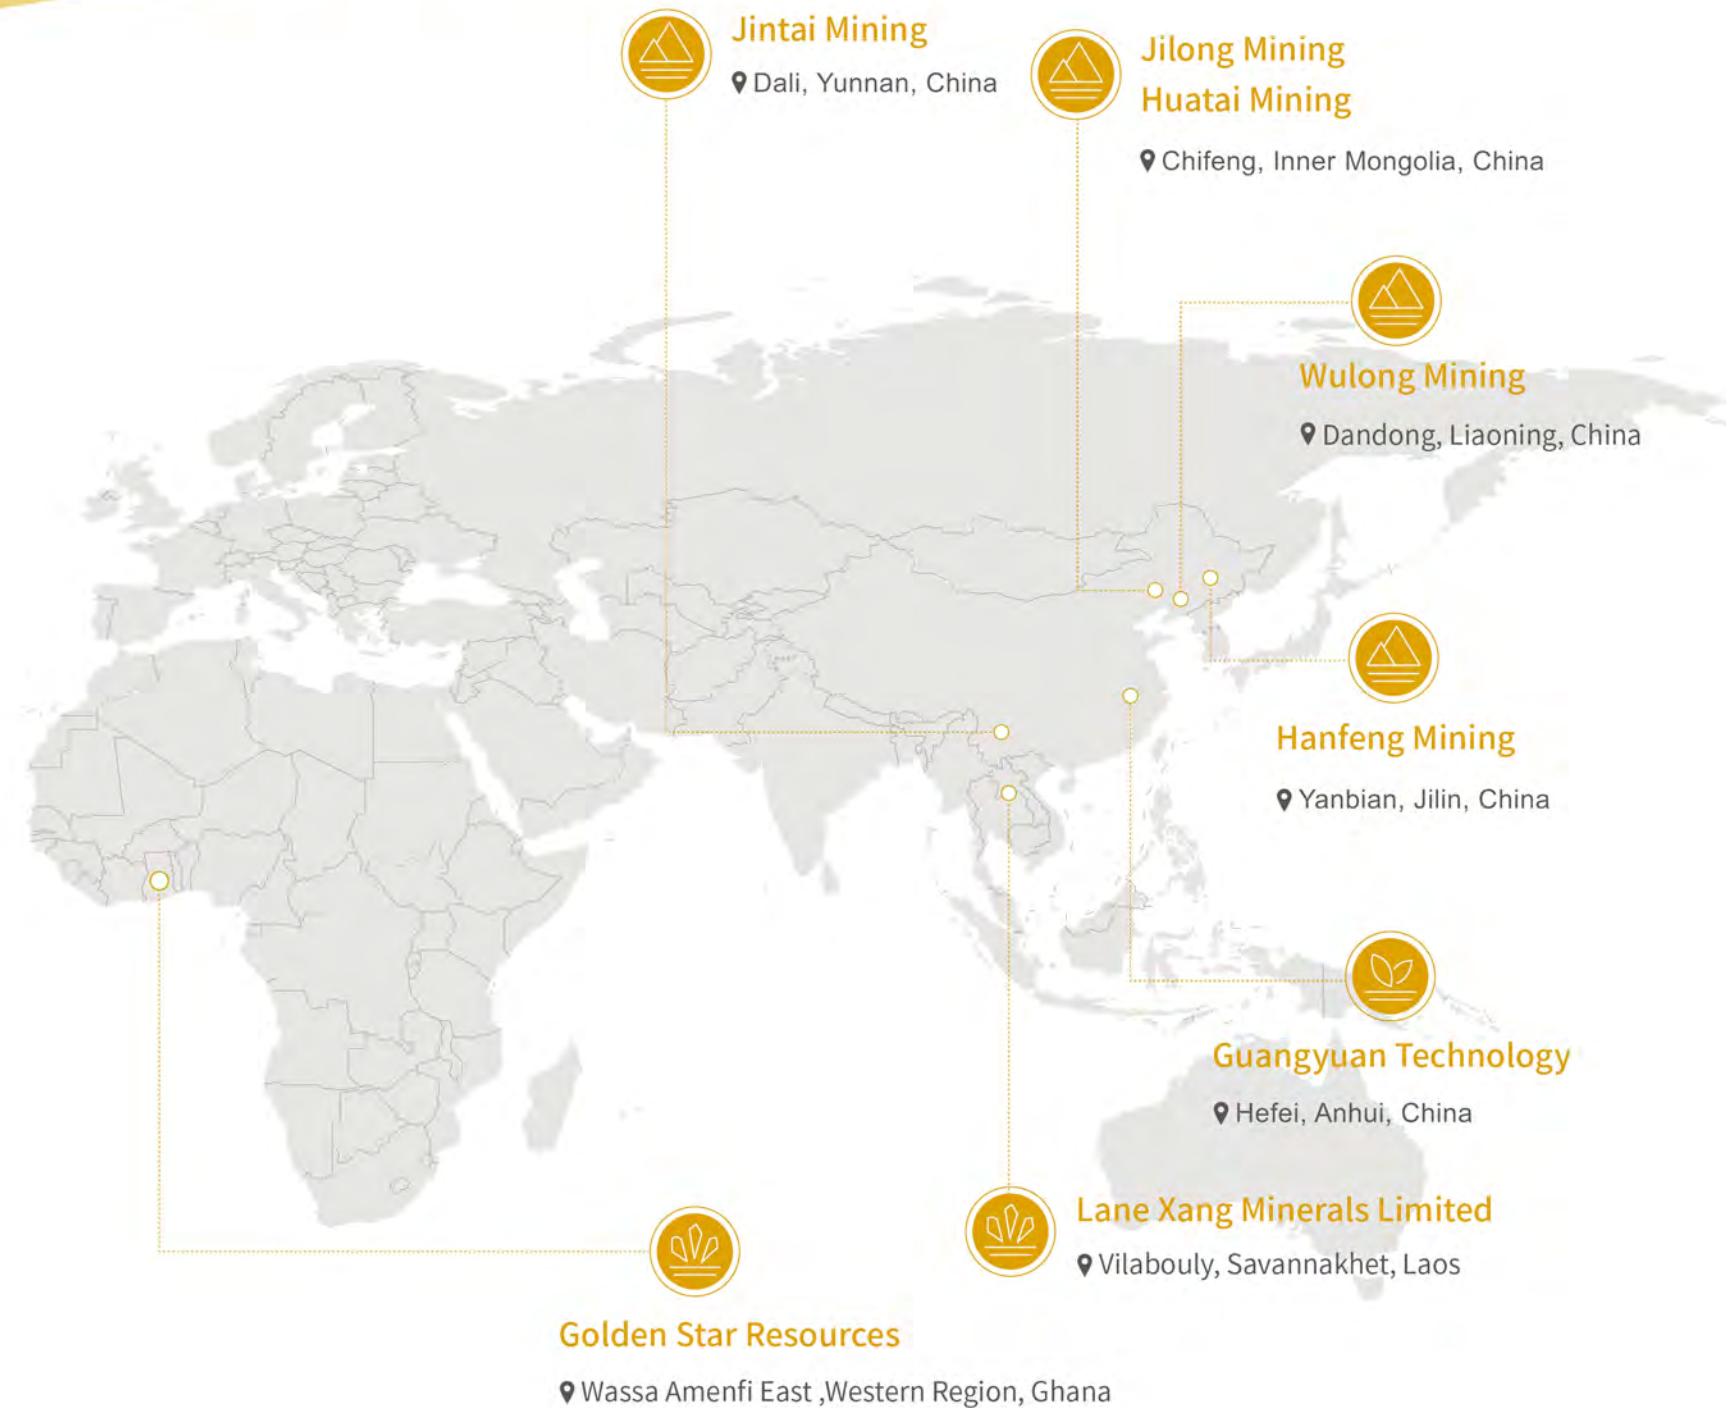 Jintai Mining
Dali, Yunnan, China
Jilong Mining
Huatai Mining
Chifeng, Inner Mongolia, China
Wulong Mining
Dandong, Liaoning, China
Hanfeng Mining
Yanbian, Jilin, China
Guangyuan Technology
Hefei, Anhui, China
Lane Xang Minerals Limited
Vilabouly, Savannakhet, Laos
Golden Star Resources
Wassa Amenfi East ,Western Region, Ghana